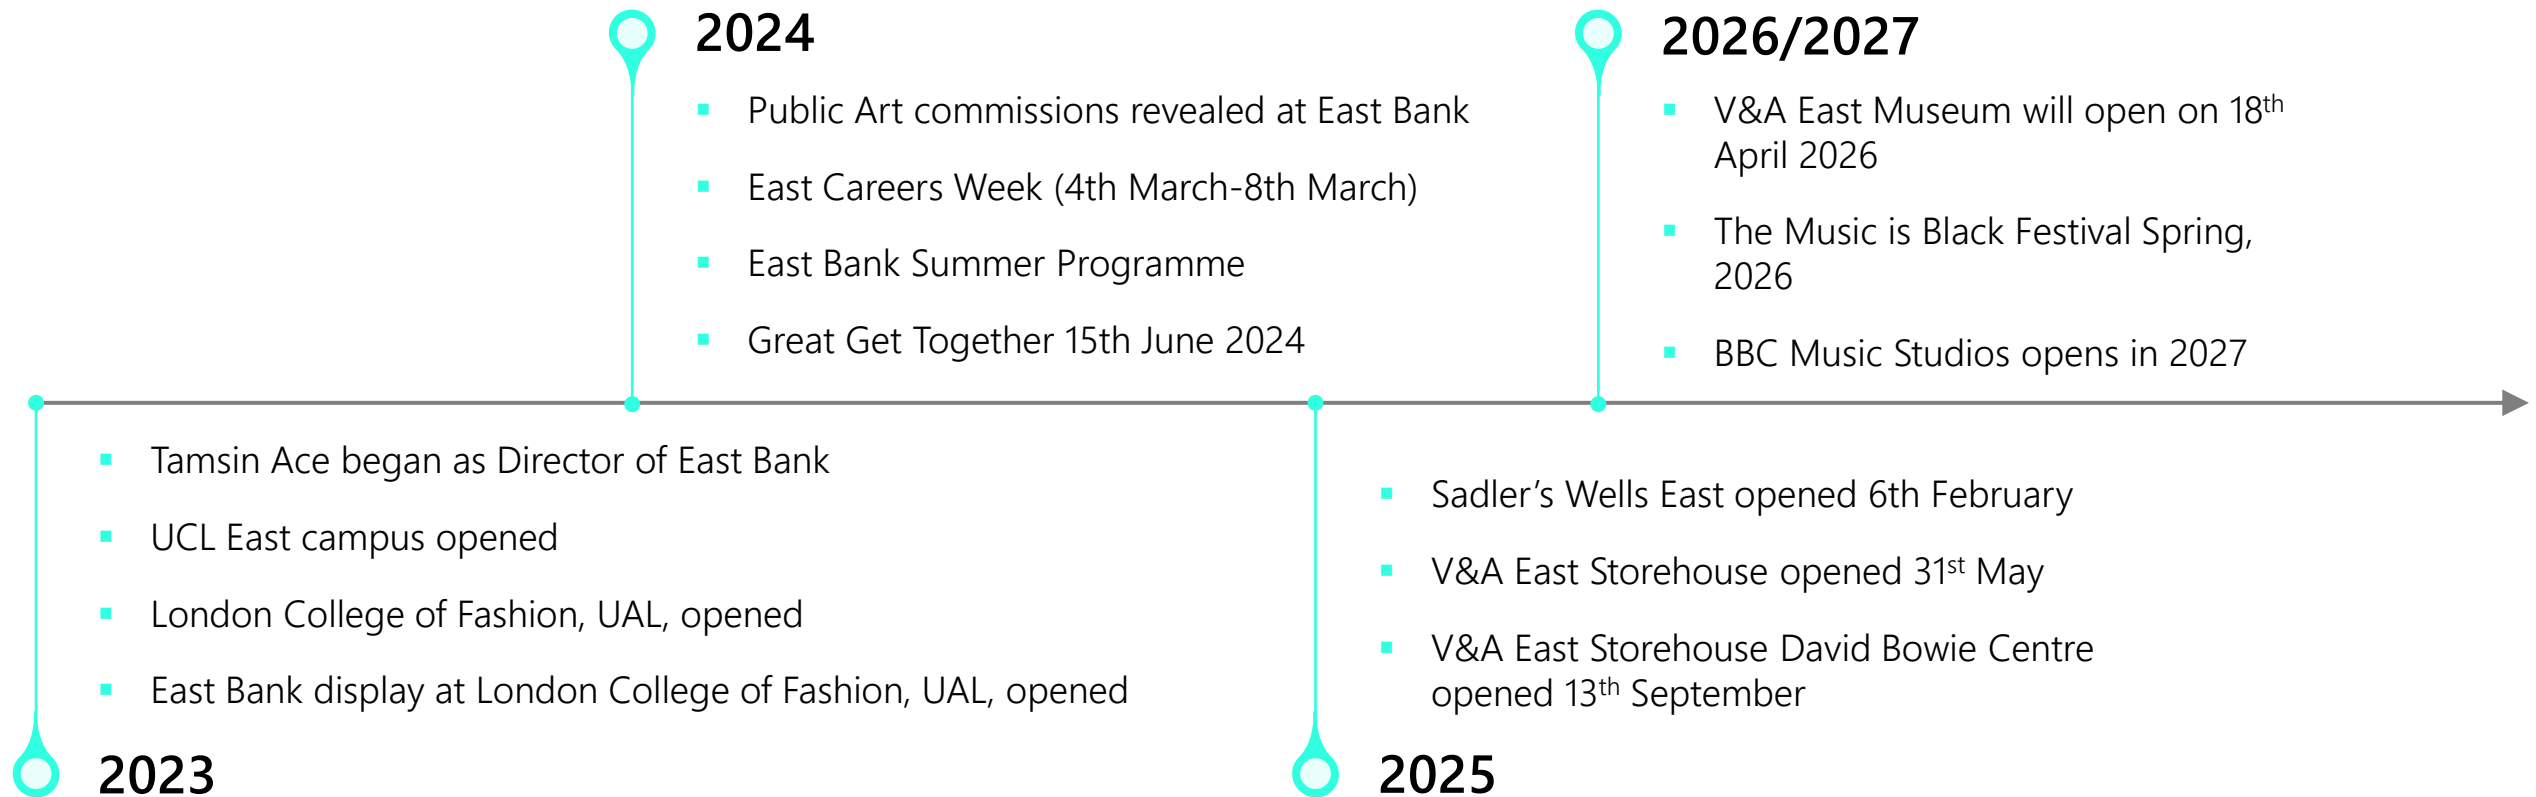 2024
Public Art commissions revealed at East Bank
East Careers Week (4th March-8th March)
East Bank Summer Programme
Great Get Together 15th June 2024
2026/2027
V&A East Museum will open on 18th
April 2026
The Music is Black Festival Spring,
2026
BBC Music Studios opens in 2027
Tamsin Ace began as Director of East Bank
UCL East campus opened
London College of Fashion, UAL, opened
East Bank display at London College of Fashion, UAL, opened
2023
Sadler’s Wells East opened 6th February
V&A East Storehouse opened 31st May
V&A East Storehouse David Bowie Centre
opened 13th September
2025